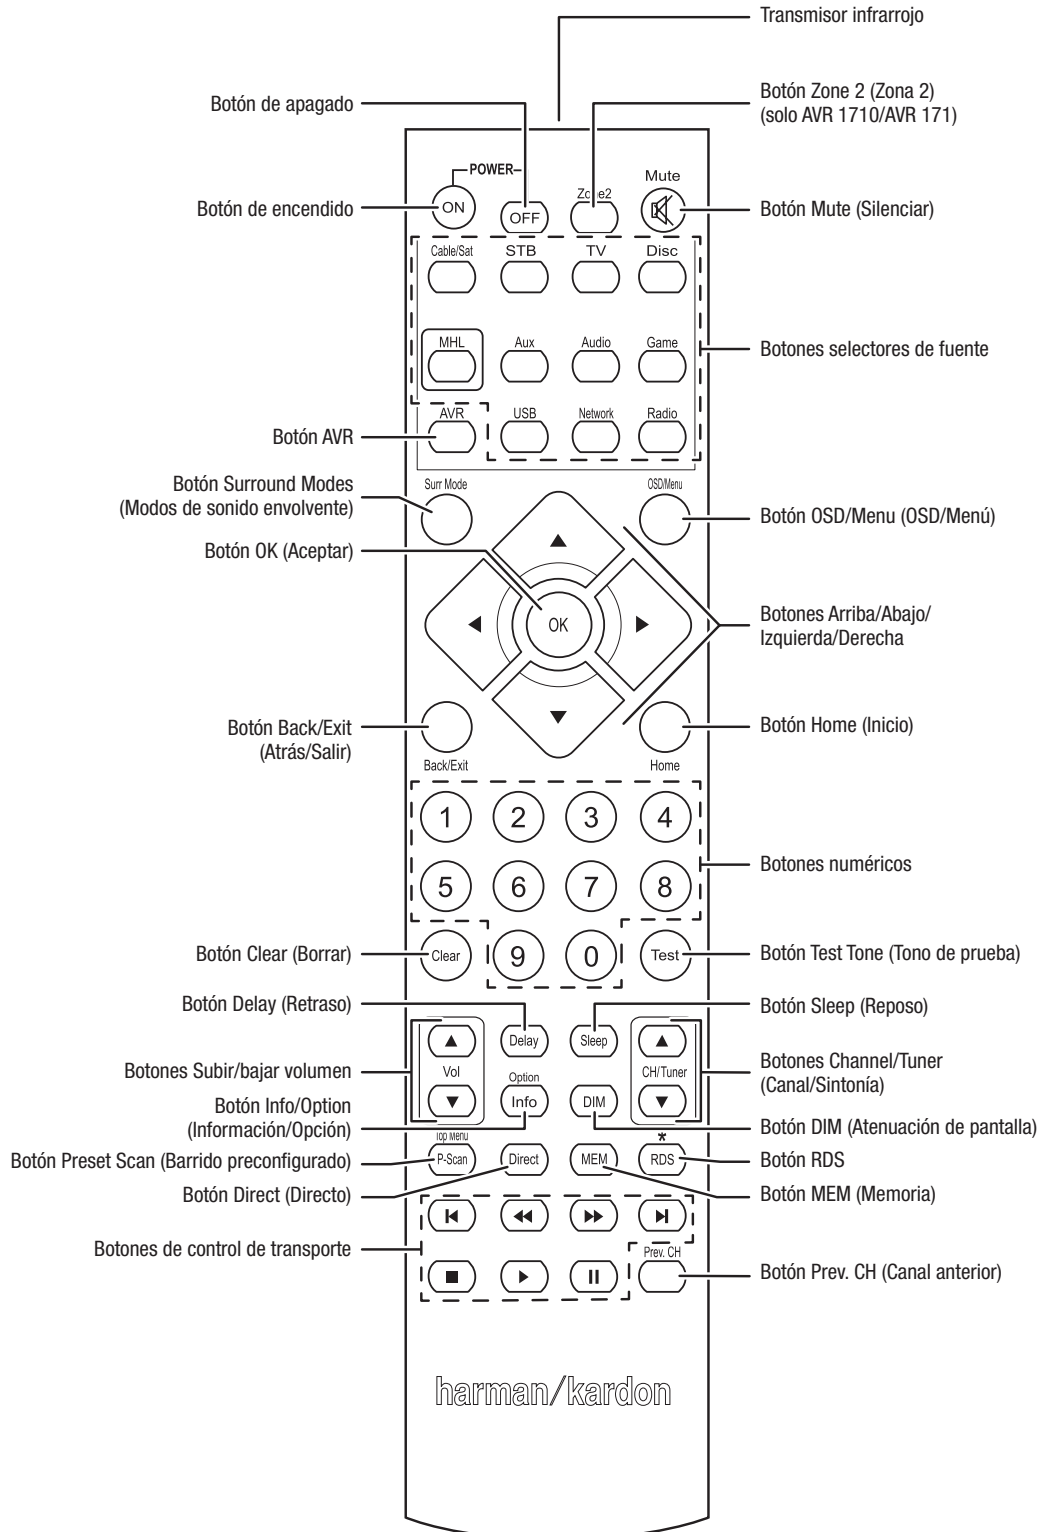 Transmisor infrarrojo
Botón de apagado
Botón Zone 2 (Zona 2)
(solo AVR 1710/AVR 171)
POWER
Mute
Zone2
Botón de encendido
ON
OFF
Botón Mute (Silenciar)
Cable/Sat
STB
TV
Disc
MHL
Aux
Audio
Game
Botones selectores de fuente
AVR
USB
Network
Radio
Botón AVR
Botón Surround Modes
(Modos de sonido envolvente)
Surr Mode
OSD/Menu
Botón OSD/Menu (OSD/Menú)
Botón OK (Aceptar)
OK
Botones Arriba/Abajo/
Izquierda/Derecha
Botón Back/Exit
(Atrás/Salir)
Botón Home (Inicio)
Back/Exit
Home
1
2
3
4
Botones numéricos
5
6
7
8
Botón Clear (Borrar)
Clear
9
0
Test
Botón Test Tone (Tono de prueba)
Botón Delay (Retraso)
Botón Sleep (Reposo)
Delay
Sleep
Botones Subir/bajar volumen
Vol
CH/Tuner
Botones Channel/Tuner
(Canal/Sintonía)
Option
Botón Info/Option
(Información/Opción)
Info
DIM
Botón DIM (Atenuación de pantalla)
Top Menu
*
Botón Preset Scan (Barrido preconfigurado)
P-Scan
Direct
MEM
RDS
Botón RDS
Botón Direct (Directo)
Botón MEM (Memoria)
Botones de control de transporte
Prev. CH
Botón Prev. CH (Canal anterior)
harman/kardon